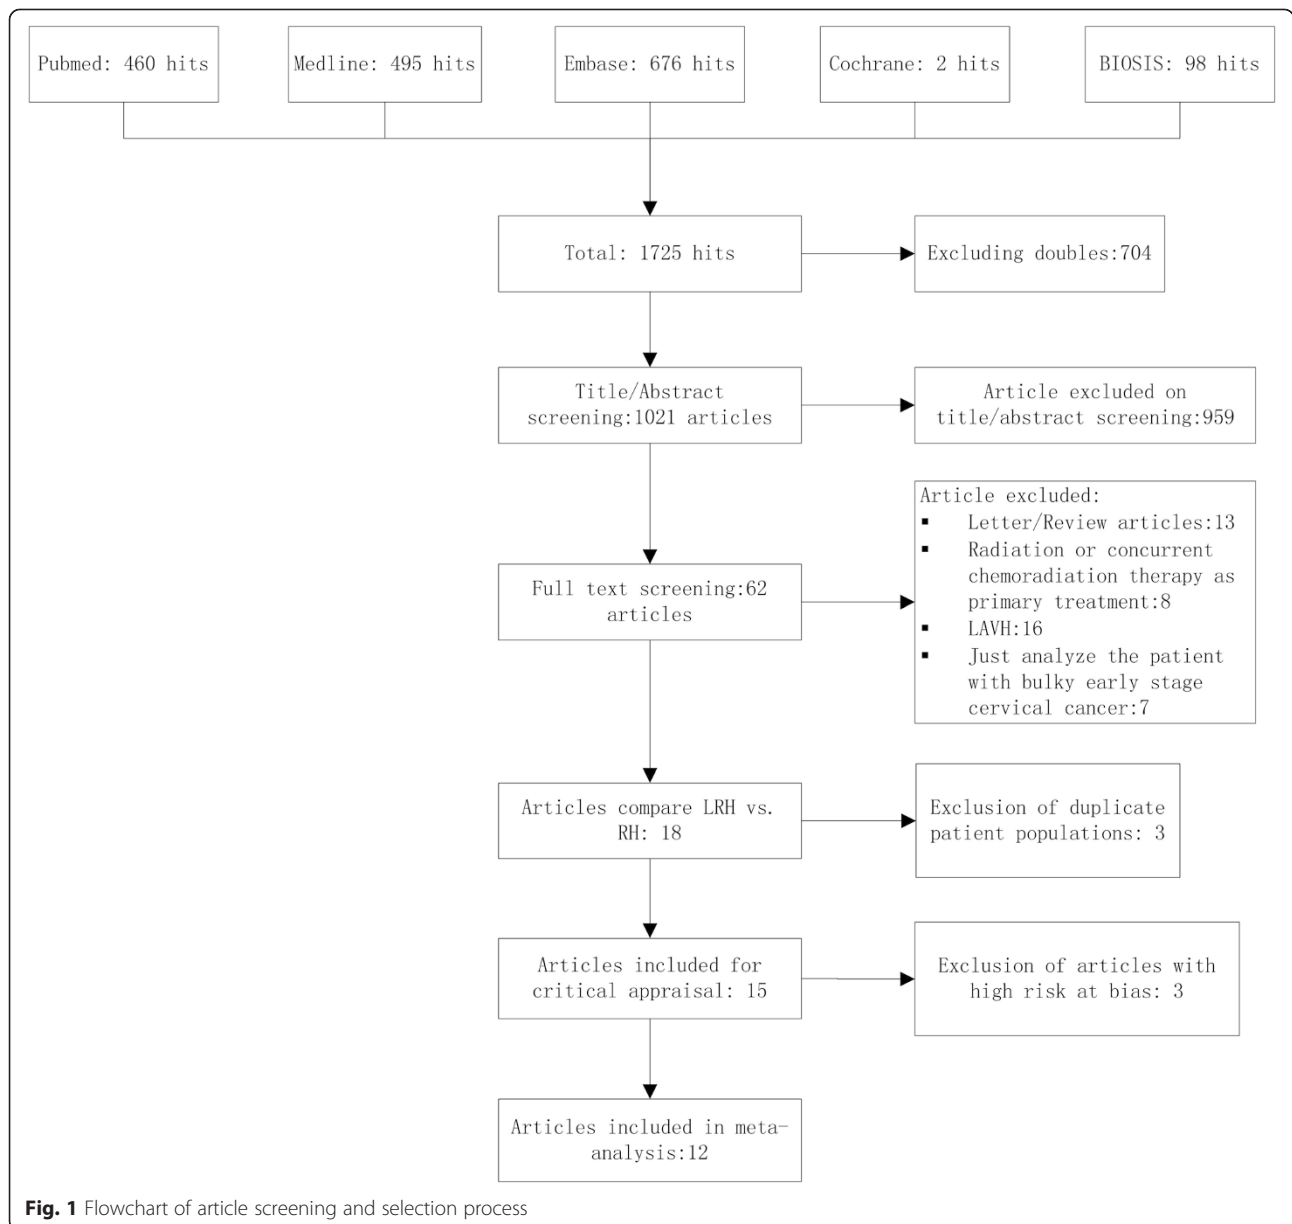 Pubmed: 460 hits
Medline: 495 hits
Embase: 676 hits
Cochrane: 2 hits
BIOSIS: 98 hits
Total: 1725 hits
Excluding doubles:704
Title/Abstract
screening:1021 articles
Article excluded on
title/abstract screening:959
Full text screening:62
articles
Article excluded:
▪ Letter/Review articles:13
▪ Radiation or concurrent
chemoradiation therapy as
primary treatment:8
▪ LAVH:16
▪ Just analyze the patient
with bulky early stage
cervical cancer:7
Articles compare LRH vs.
RH: 18
Exclusion of duplicate
patient populations: 3
Articles included for
critical appraisal: 15
Exclusion of articles with
high risk at bias: 3
Articles included in meta-
analysis:12
Fig. 1 Flowchart of article screening and selection process